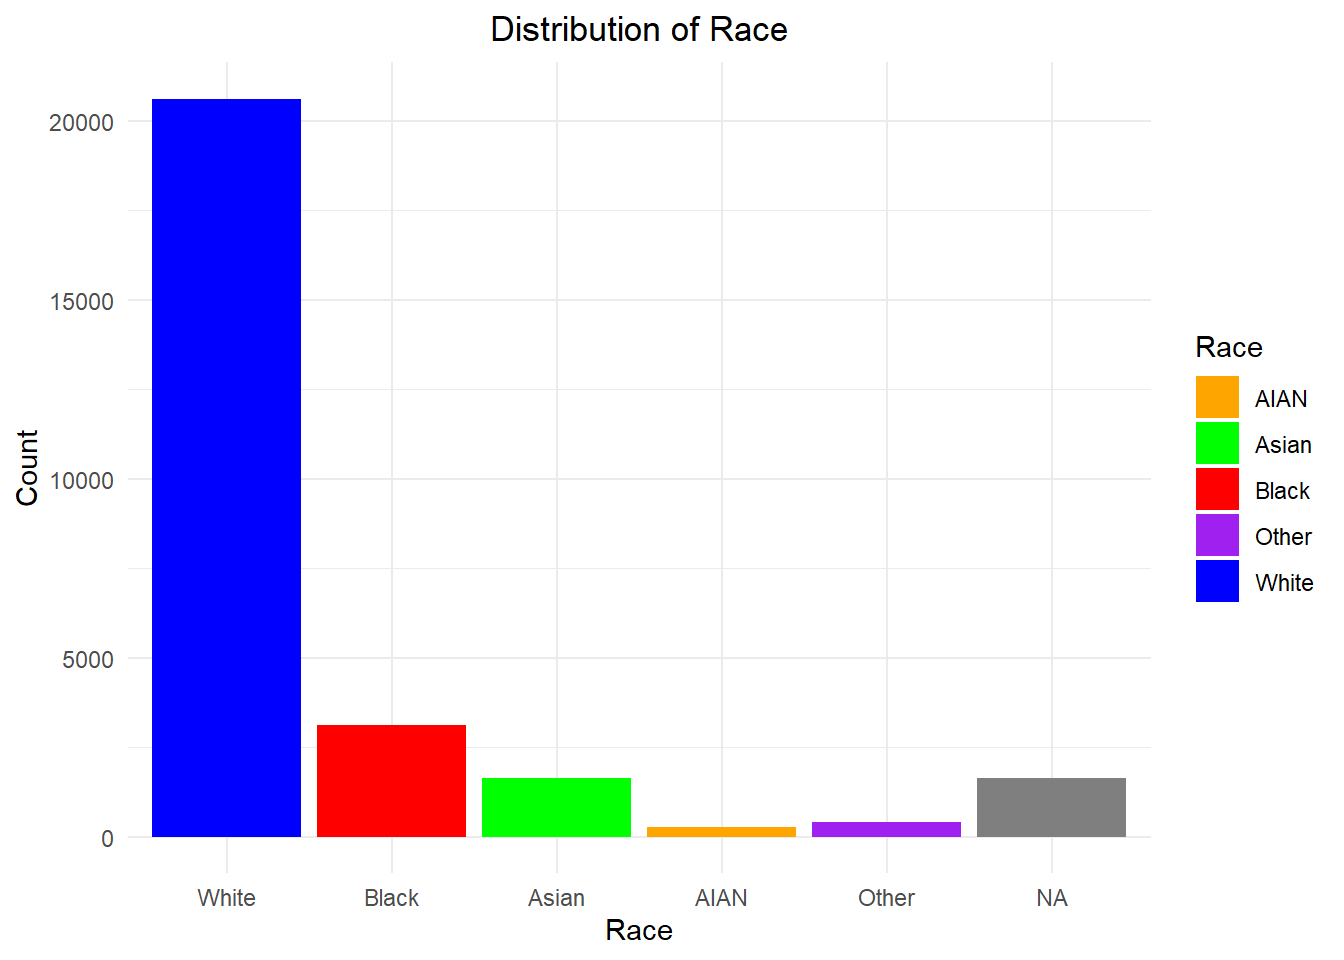 Distribution of Race
20000
15000
10000
5000
0
Count
White
Black
Asian
AIAN
Other
NA
Race
Race
AIAN
Asian
Black
Other
White